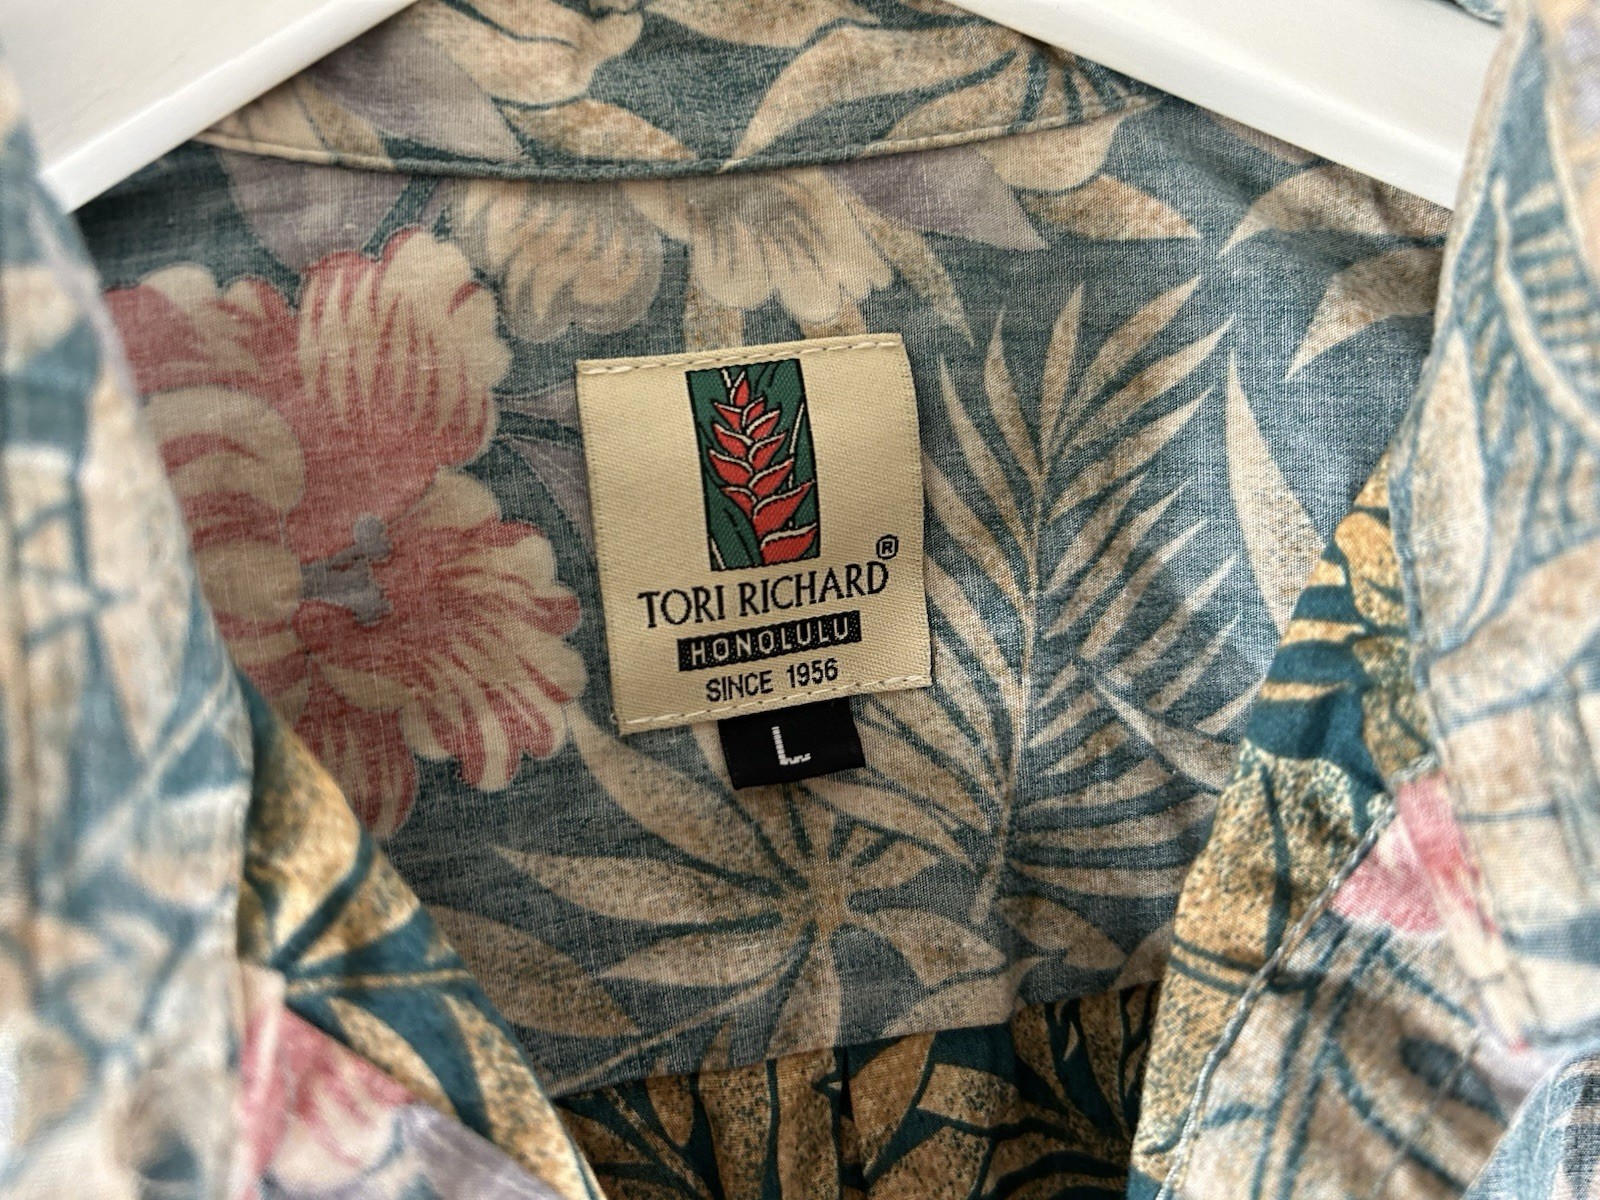 TORI RICHARD®
HONOLULU
SINCE 1956
L